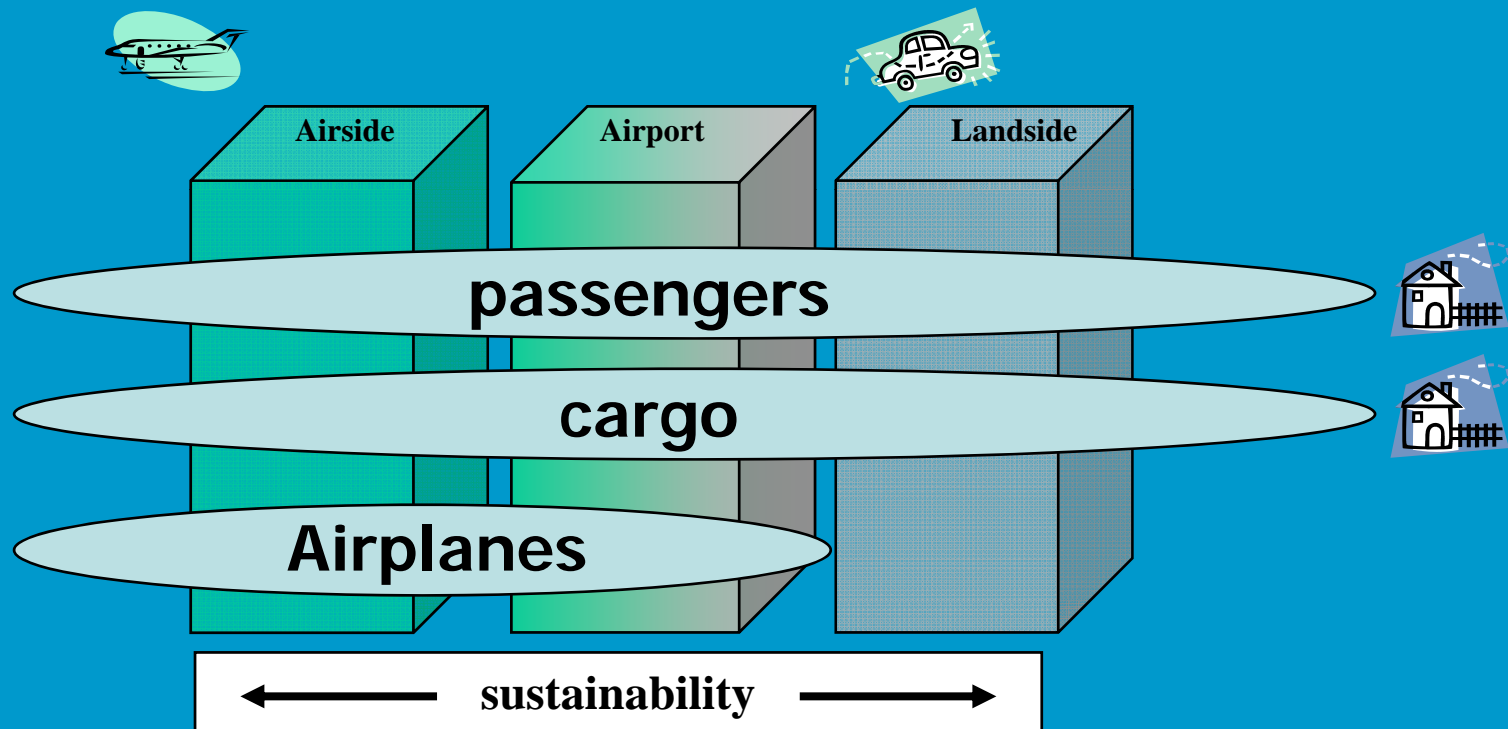 Airside
Airport
Landside
passengers
cargo
Airplanes
sustainability